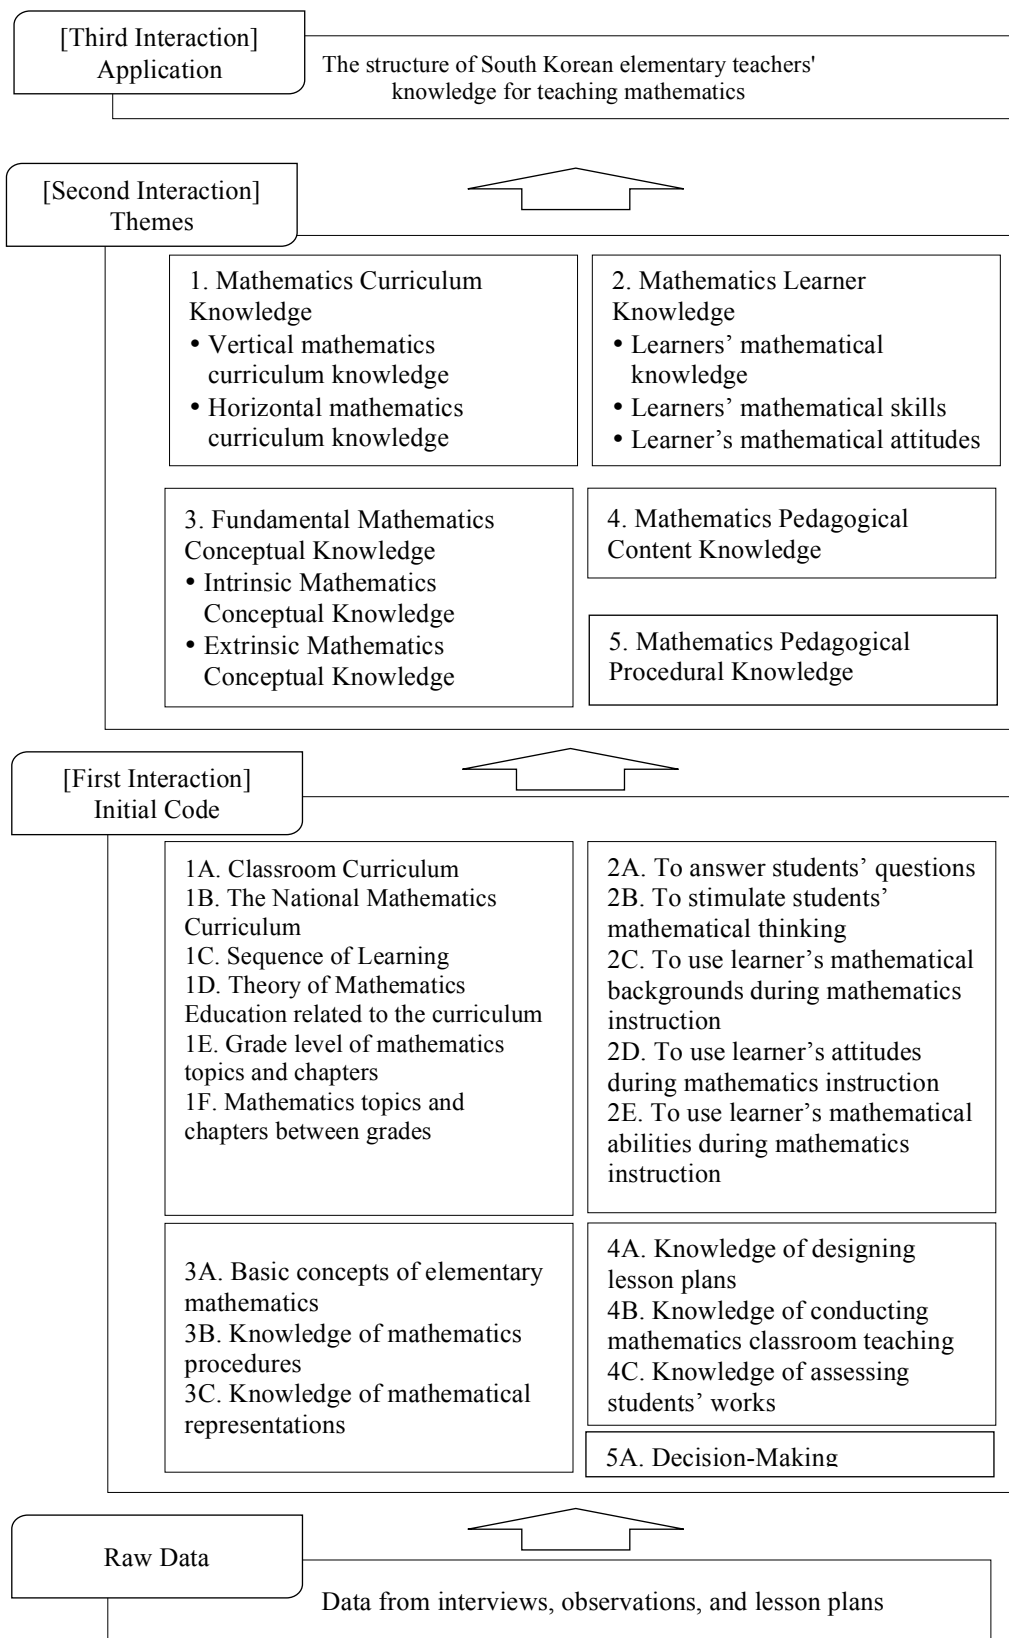 [Third Interaction]
Application
The structure of South Korean elementary teachers'
knowledge for teaching mathematics
[Second Interaction]
Themes
1. Mathematics Curriculum
Knowledge
• Vertical mathematics
curriculum knowledge
• Horizontal mathematics
curriculum knowledge
2. Mathematics Learner
Knowledge
• Learners’ mathematical
knowledge
• Learners’ mathematical skills
• Learner’s mathematical attitudes
3. Fundamental Mathematics
Conceptual Knowledge
• Intrinsic Mathematics
Conceptual Knowledge
• Extrinsic Mathematics
Conceptual Knowledge
4. Mathematics Pedagogical
Content Knowledge
5. Mathematics Pedagogical
Procedural Knowledge
[First Interaction]
Initial Code
1A. Classroom Curriculum
1B. The National Mathematics
Curriculum
1C. Sequence of Learning
1D. Theory of Mathematics
Education related to the curriculum
1E. Grade level of mathematics
topics and chapters
1F. Mathematics topics and
chapters between grades
2A. To answer students’ questions
2B. To stimulate students’
mathematical thinking
2C. To use learner’s mathematical
backgrounds during mathematics
instruction
2D. To use learner’s attitudes
during mathematics instruction
2E. To use learner’s mathematical
abilities during mathematics
instruction
3A. Basic concepts of elementary
mathematics
3B. Knowledge of mathematics
procedures
3C. Knowledge of mathematical
representations
4A. Knowledge of designing
lesson plans
4B. Knowledge of conducting
mathematics classroom teaching
4C. Knowledge of assessing
students’ works
5A. Decision-Making
Raw Data
Data from interviews, observations, and lesson plans